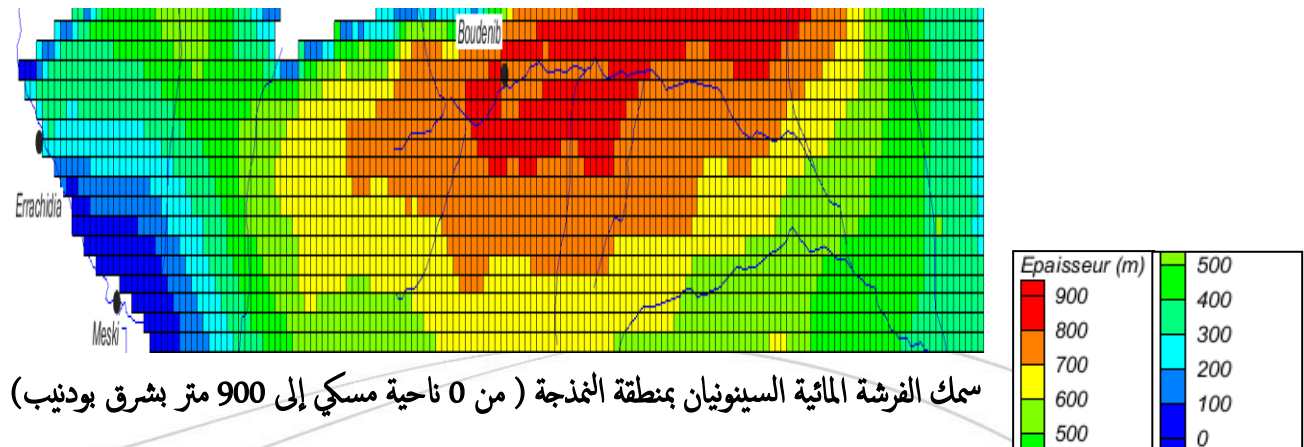 Boudenib
Errachidia
Meski
سمك الفرشة المائية السينونيان بمنطقة النمذجة ( من 0 ناحية مسكي إلى 900 متر بشرق بودنيب)
Epaisseur (m)
900
800
700
600
500
500
400
300
200
100
0